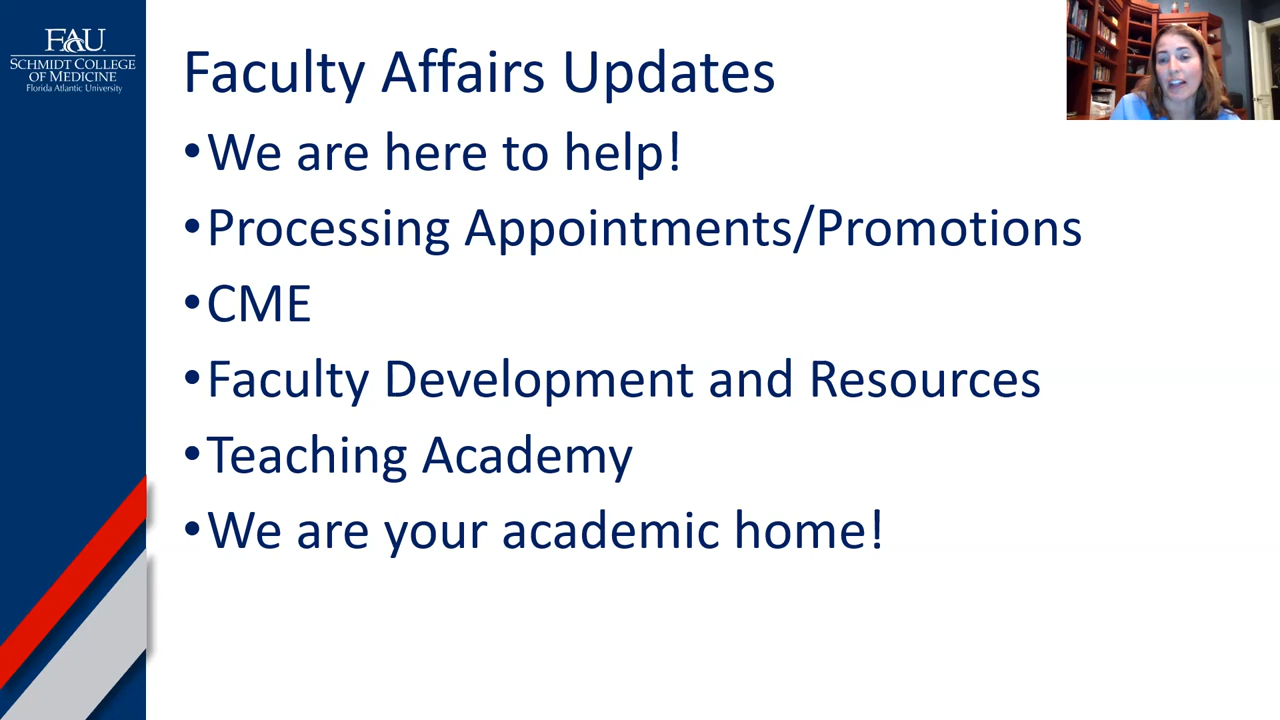 FAU
SCHMIDT COLLEGE
OF MEDICINE
Florida Atlantic University
Faculty Affairs Updates
•We are here to help!
•Processing Appointments/Promotions
•CME
•Faculty Development and Resources
•Teaching Academy
•We are your academic home!